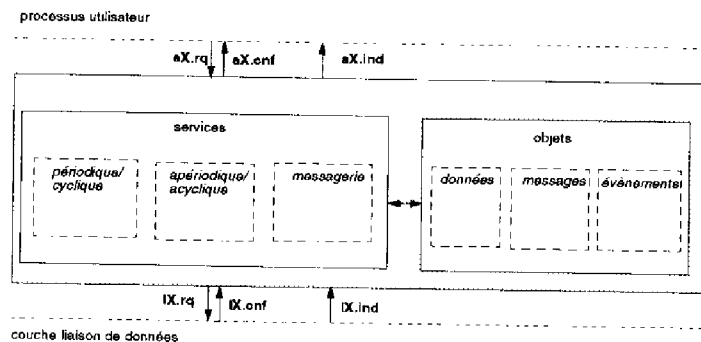 processus utilisateur
aX.rq
aX.cnf
aX.ind
services
objets
périodique/
cyclique
apériodique/
acyclique
messagerie
données
messages
évènements
lX.rq
lX.cnf
lX.ind
couche liaison de données